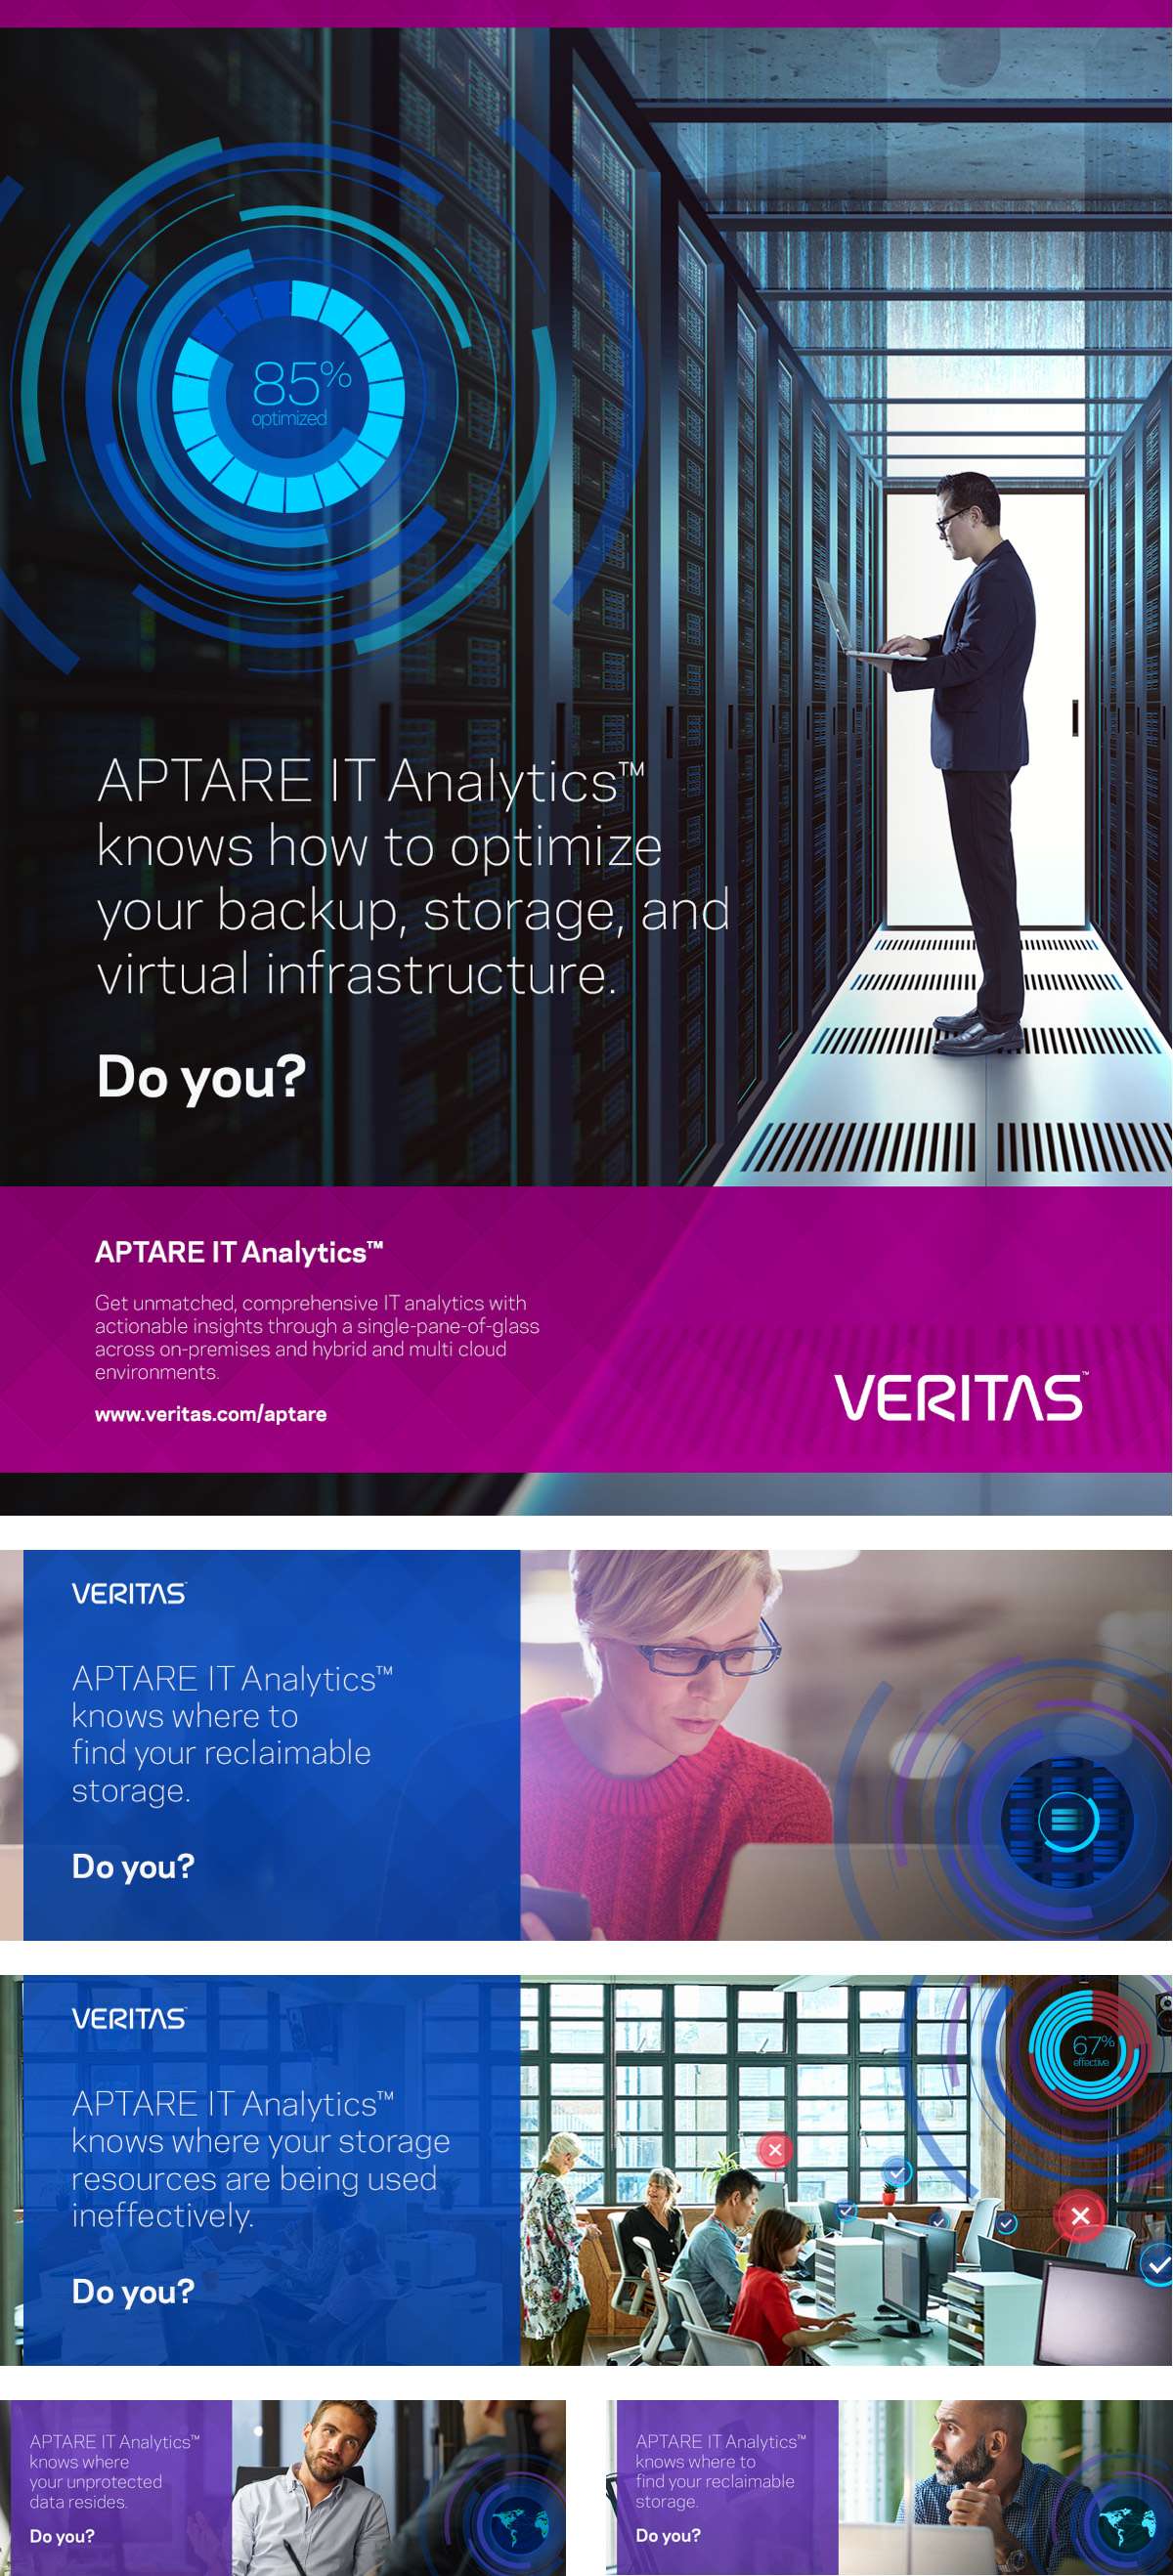 85%
optimized
APTARE IT Analytics™
knows how to optimize
your backup, storage, and
virtual infrastructure.
Do you?
APTARE IT Analytics™
Get unmatched, comprehensive IT analytics with
actionable insights through a single-pane-of-glass
across on-premises and hybrid and multi cloud
environments.
www.veritas.com/aptare
VERITAS™
VERITAS
APTARE IT Analytics™
knows where to
find your reclaimable
storage.
Do you?
VERITAS
APTARE IT Analytics™
knows where your storage
resources are being used
ineffectively.
Do you?
67%
effective
APTARE IT Analytics™
knows where
your unprotected
data resides.
Do you?
APTARE IT Analytics™
knows where to
find your reclaimable
storage.
Do you?